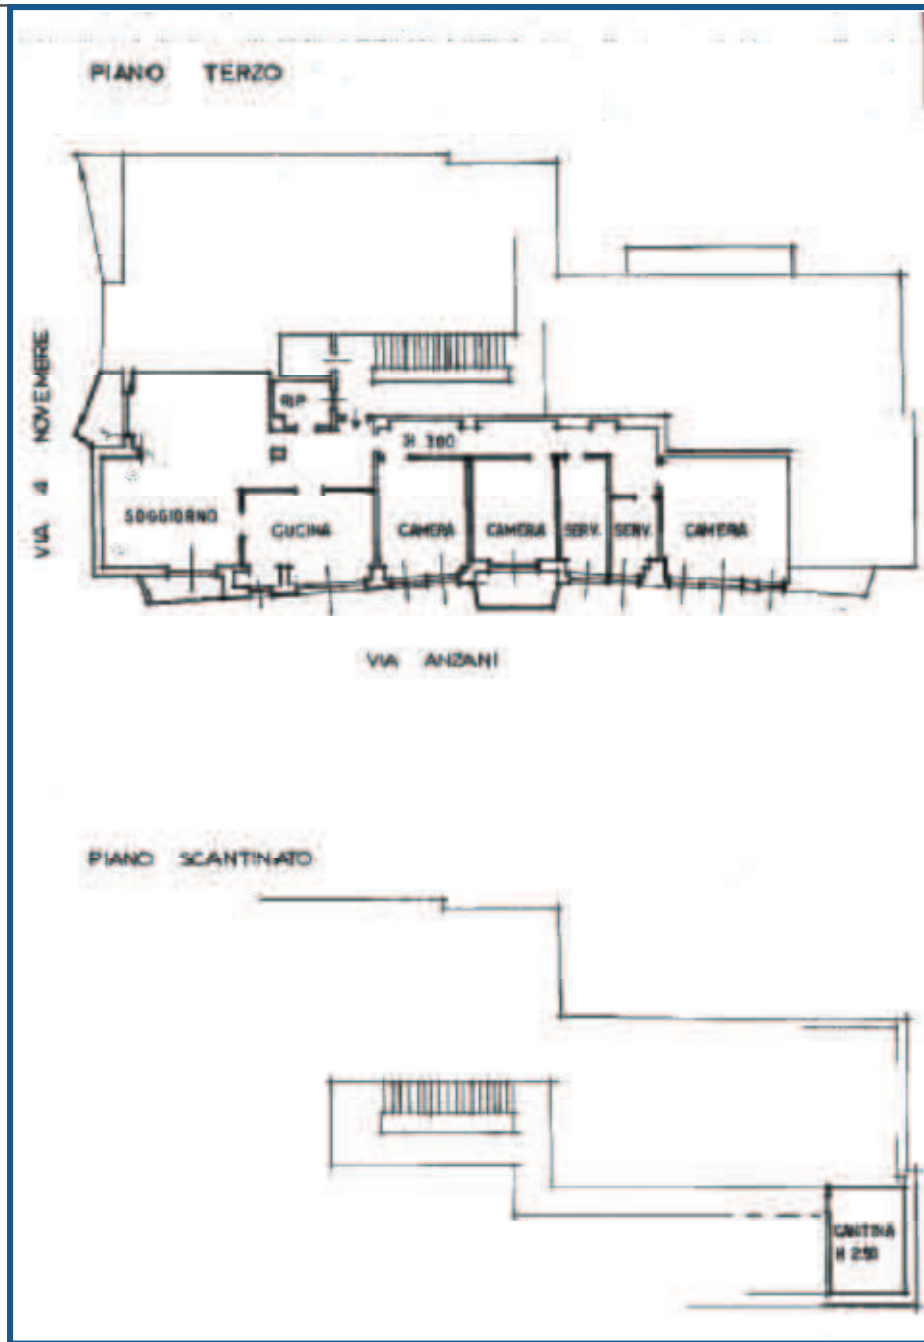 PIANO TERZO
VIA 4 NOVEMBRE
RIP.
H 300
SOGGIORNO
CUCINA
CAMERA
CAMERA
SERV.
SERV.
CAMERA
VIA ANZANI
PIANO SCANTINATO
CANTINA
H 250